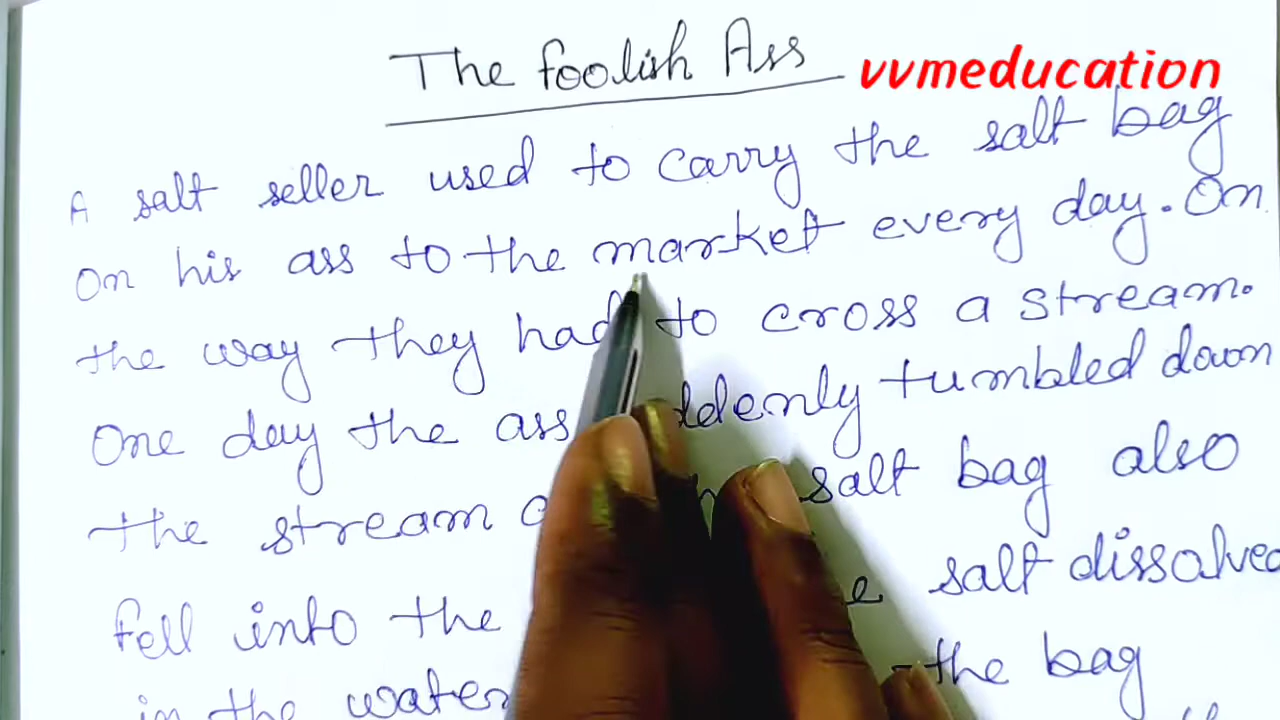 The foolish Ass
vvmeducation
A salt seller used to carry the salt bag
on his ass to the market every day. On
the way they had to cross a stream.
One day the ass tumbled down
the stream salt bag also
fell into the salt dissolved
in the water the bag